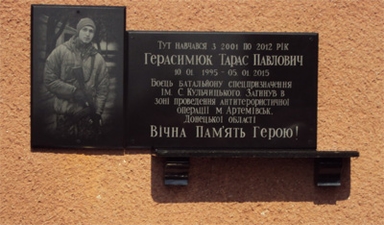 Тут навчався з 2001 по 2012 рік
Герасимюк Тарас Павлович
10 01 1995 - 05 01 2015
Боєць батальйону спецпризначення
ім. С. Кульчицького Загинув в
зоні проведення антитерористичної
операції м Артемівськ.
Донецької області
Вічна Пам'ять Герою!